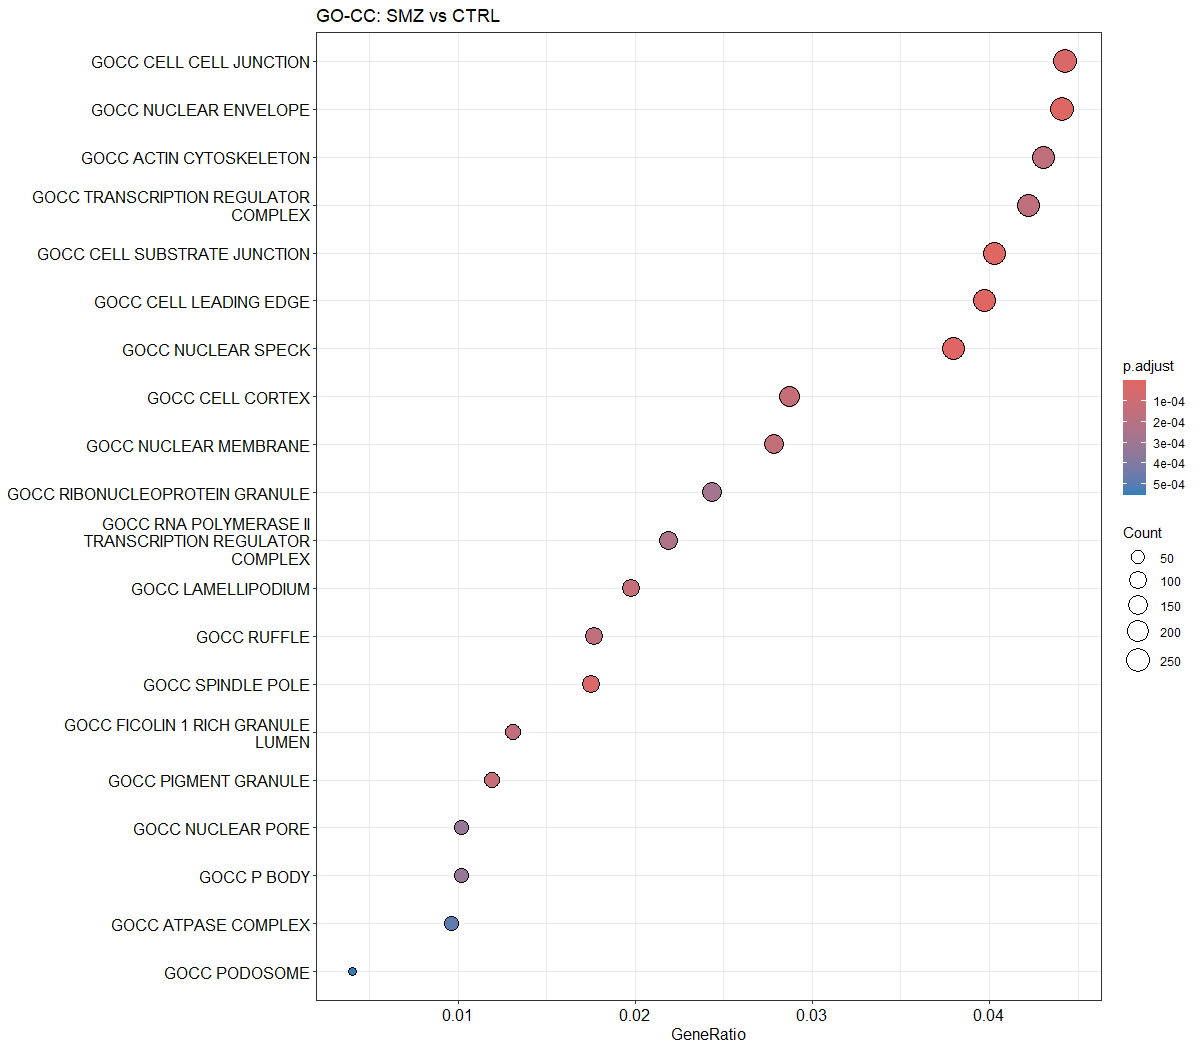 GO-CC: SMZ vs CTRL
GOCC CELL CELL JUNCTION
GOCC NUCLEAR ENVELOPE
GOCC ACTIN CYTOSKELETON
GOCC TRANSCRIPTION REGULATOR
COMPLEX
GOCC CELL SUBSTRATE JUNCTION
GOCC CELL LEADING EDGE
GOCC NUCLEAR SPECK
GOCC CELL CORTEX
GOCC NUCLEAR MEMBRANE
GOCC RIBONUCLEOPROTEIN GRANULE
GOCC RNA POLYMERASE II
TRANSCRIPTION REGULATOR
COMPLEX
GOCC LAMELLIPODIUM
GOCC RUFFLE
GOCC SPINDLE POLE
GOCC FICOLIN 1 RICH GRANULE
LUMEN
GOCC PIGMENT GRANULE
GOCC NUCLEAR PORE
GOCC P BODY
GOCC ATPASE COMPLEX
GOCC PODOSOME
0.01 0.02 0.03 0.04
GeneRatio
p.adjust
1e-04
2e-04
3e-04
4e-04
5e-04
Count
50
100
150
200
250